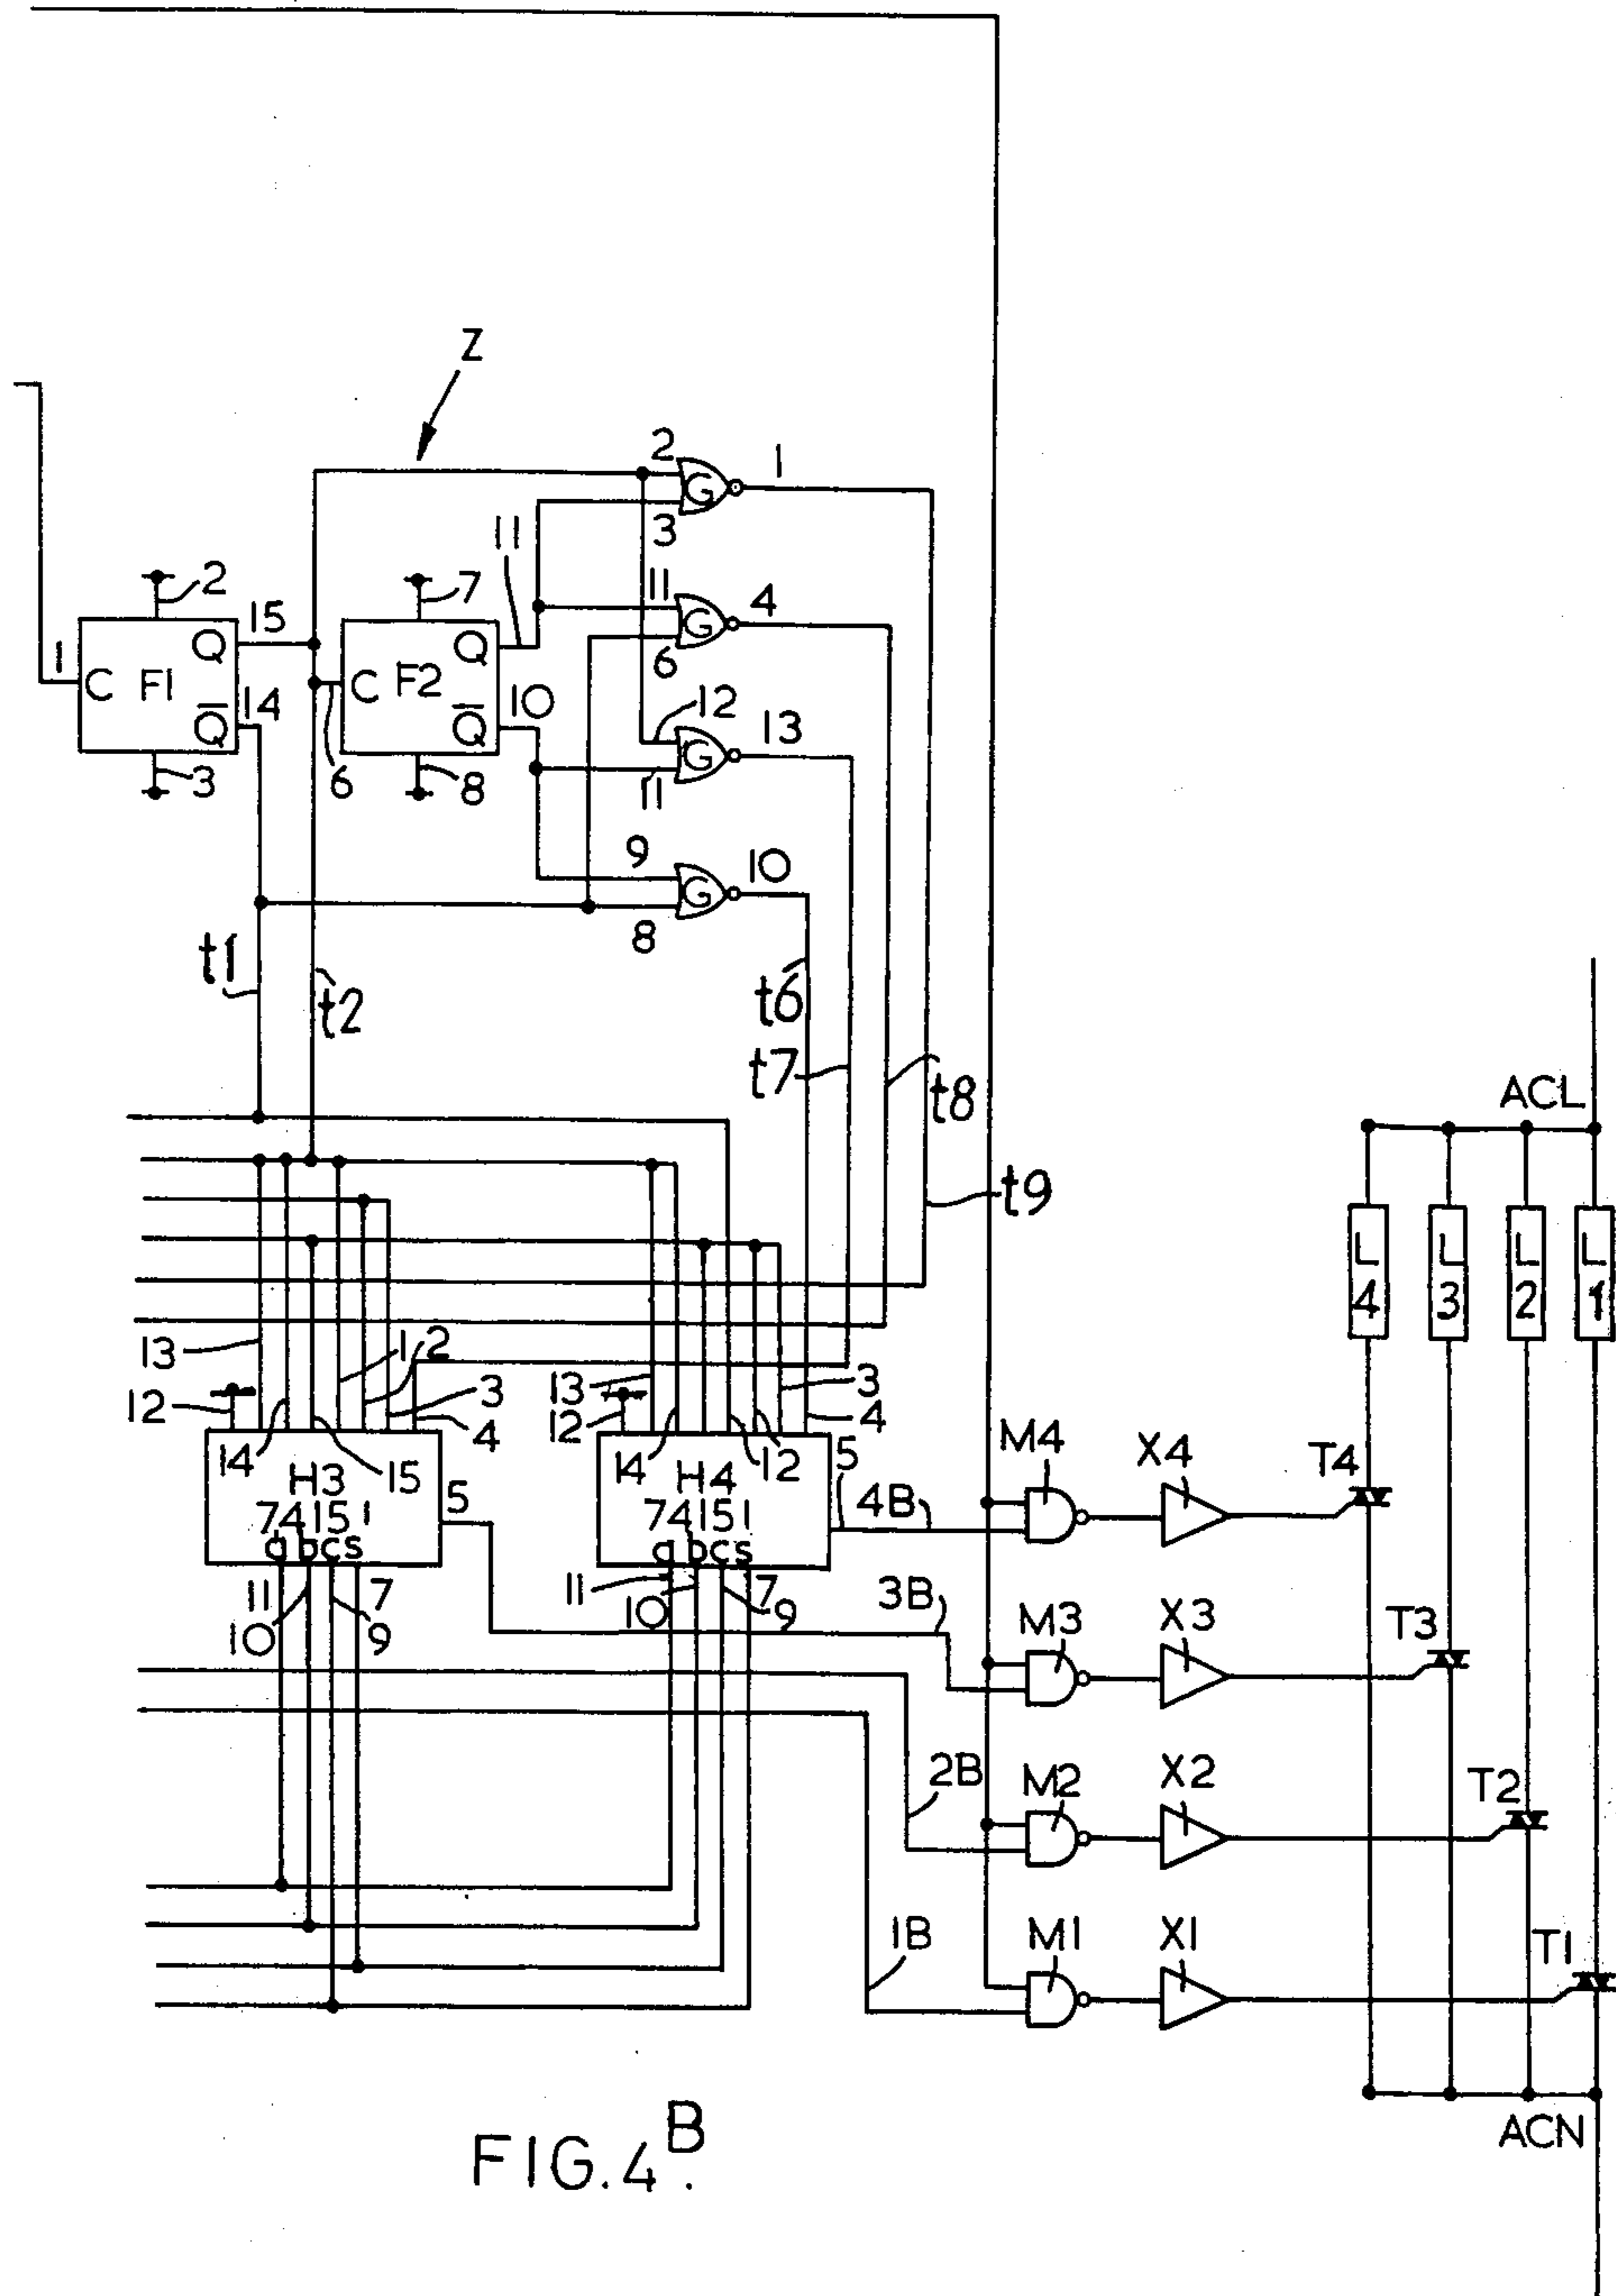 Z
2
1
3
11
11
4
6
2
7
15
1
C F1
Q
14
Q̅
C F2
Q
10
Q̅
12
13
11
3
6
8
9
10
8
t1
t2
t6
t7
t8
t9
ACL
L4
L3
L2
L1
13
12
1
2
3
4
14
15
H3
74151
a b c s
5
11
10
7
9
13
12
3
4
14
12
H4
74151
a b c s
5
11
10
7
9
4B
3B
2B
1B
M4
X4
T4
M3
X3
T3
M2
X2
T2
M1
X1
T1
ACN
FIG. 4B.